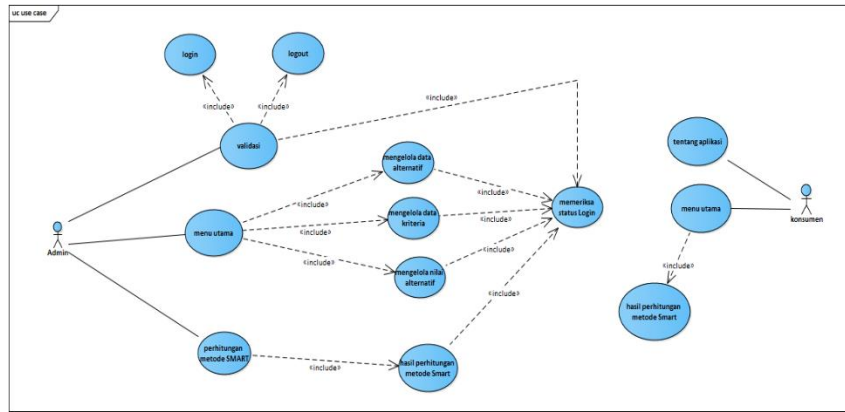 uc use case
login
logout
«include»
«include»
«include»
validasi
tentang aplikasi
mengelola data
alternatif
«include»
«include»
memeriksa
status Login
menu utama
konsumen
Admin
menu utama
«include»
mengelola data
kriteria
«include»
«include»
mengelola nilai
alternatif
«include»
«include»
hasil perhitungan
metode Smart
perhitungan
metode SMART
«include»
hasil perhitungan
metode Smart
«include»